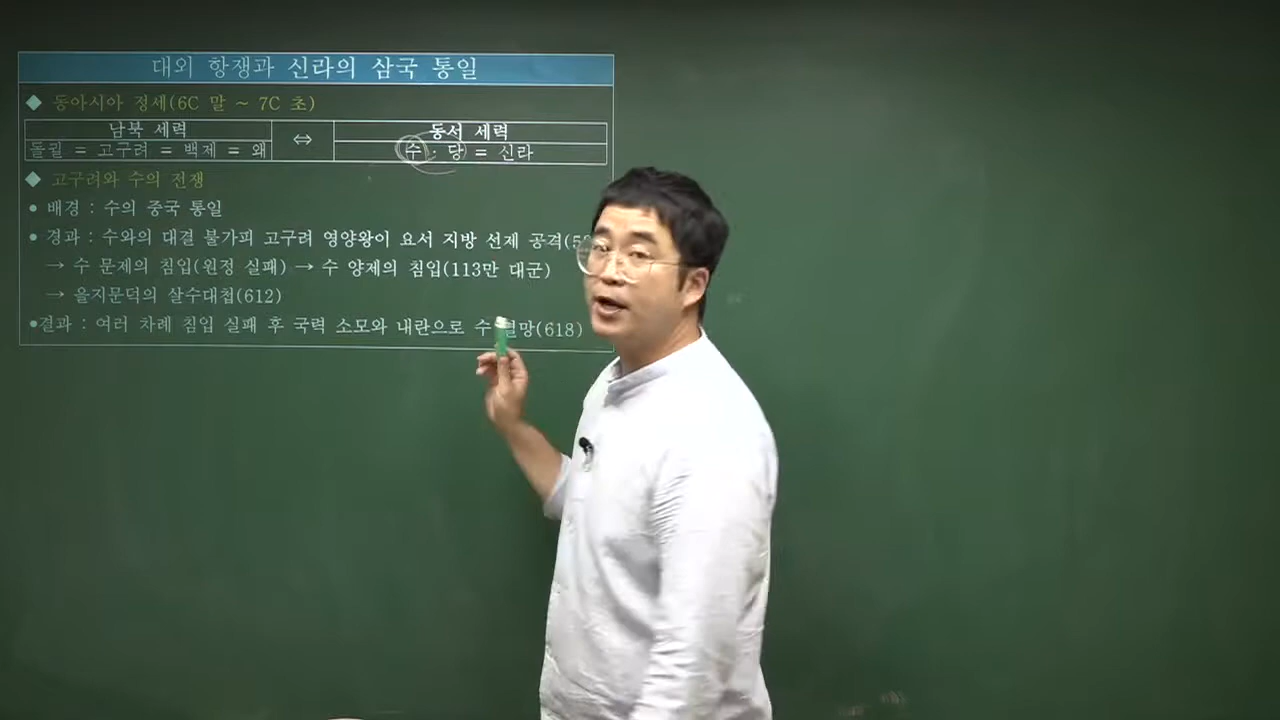 대외 항쟁과 신라의 삼국 통일
◆ 동아시아 정세(6C 말 ~ 7C 초)
남북 세력 ⇔ 동서 세력
돌궐 = 고구려 = 백제 = 왜 수 · 당 = 신라
◆ 고구려와 수의 전쟁
• 배경 : 수의 중국 통일
• 경과 : 수와의 대결 불가피 고구려 영양왕이 요서 지방 선제 공격(5
→ 수 문제의 침입(원정 실패) → 수 양제의 침입(113만 대군)
→ 을지문덕의 살수대첩(612)
•결과 : 여러 차례 침입 실패 후 국력 소모와 내란으로 수 멸망(618)